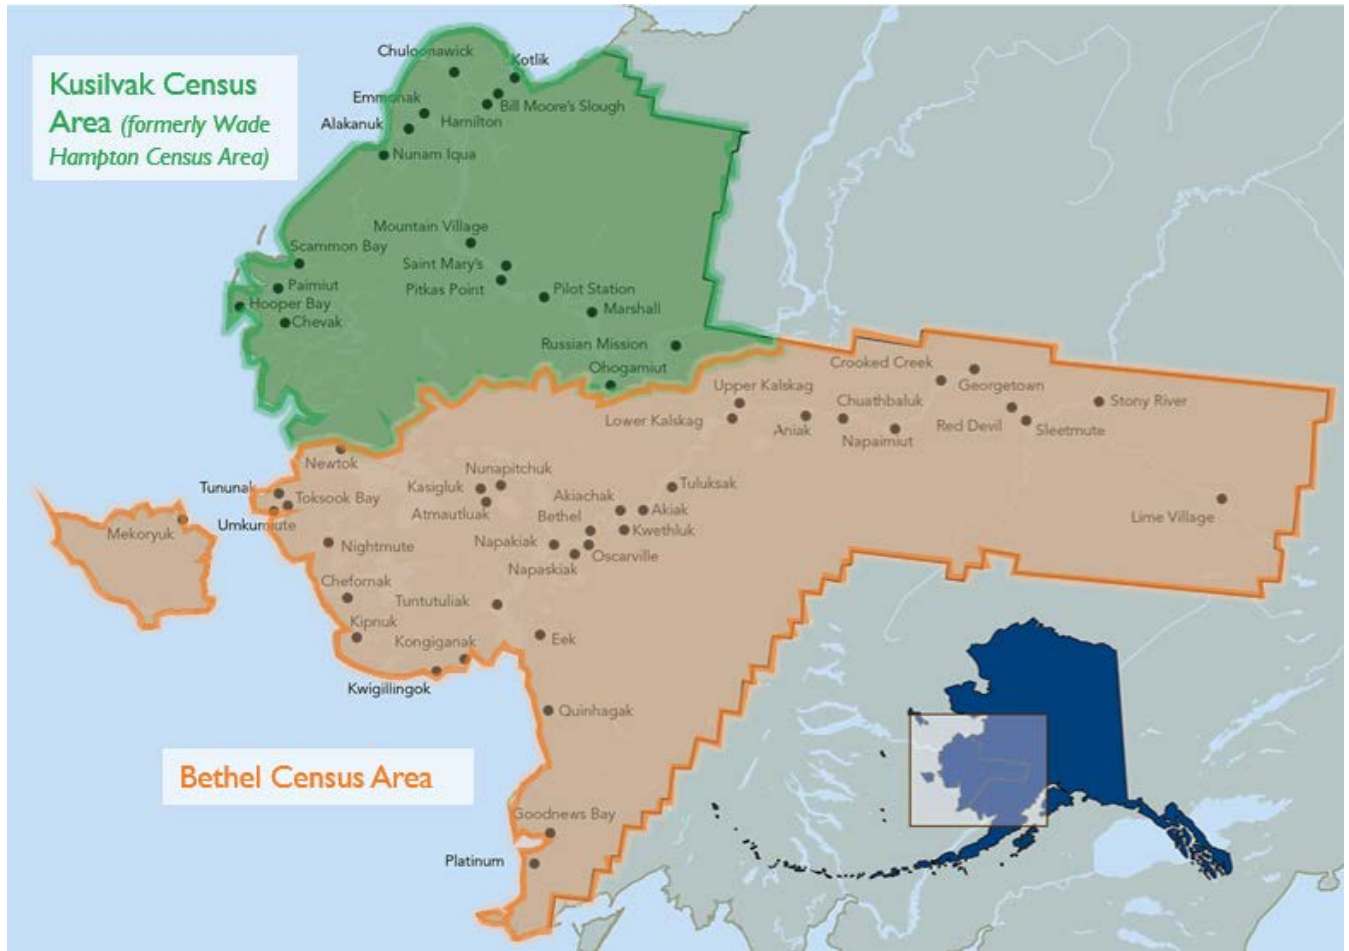 Kusilvak Census
Area (formerly Wade
Hampton Census Area)
Chuloonawick
Kotlik
Emmonak
Bill Moore's Slough
Hamilton
Alakanuk
Nunam Iqua
Mountain Village
Scammon Bay
Saint Mary's
Paimiut
Pitkas Point
Pilot Station
Hooper Bay
Marshall
Chevak
Russian Mission
Ohogamiut
Crooked Creek
Upper Kalskag
Georgetown
Chuathbaluk
Stony River
Lower Kalskag
Aniak
Red Devil
Sleetmute
Napaimiut
Newtok
Nunapitchuk
Tununak
Kasigluk
Tuluksak
Toksook Bay
Akiachak
Akiak
Atmautluak
Bethel
Lime Village
Umkumiute
Kwethluk
Mekoryuk
Nightmute
Napakiak
Oscarville
Napaskiak
Chefornak
Tuntutuliak
Kipnuk
Kongiganak
Eek
Kwigillingok
Quinhagak
Bethel Census Area
Goodnews Bay
Platinum